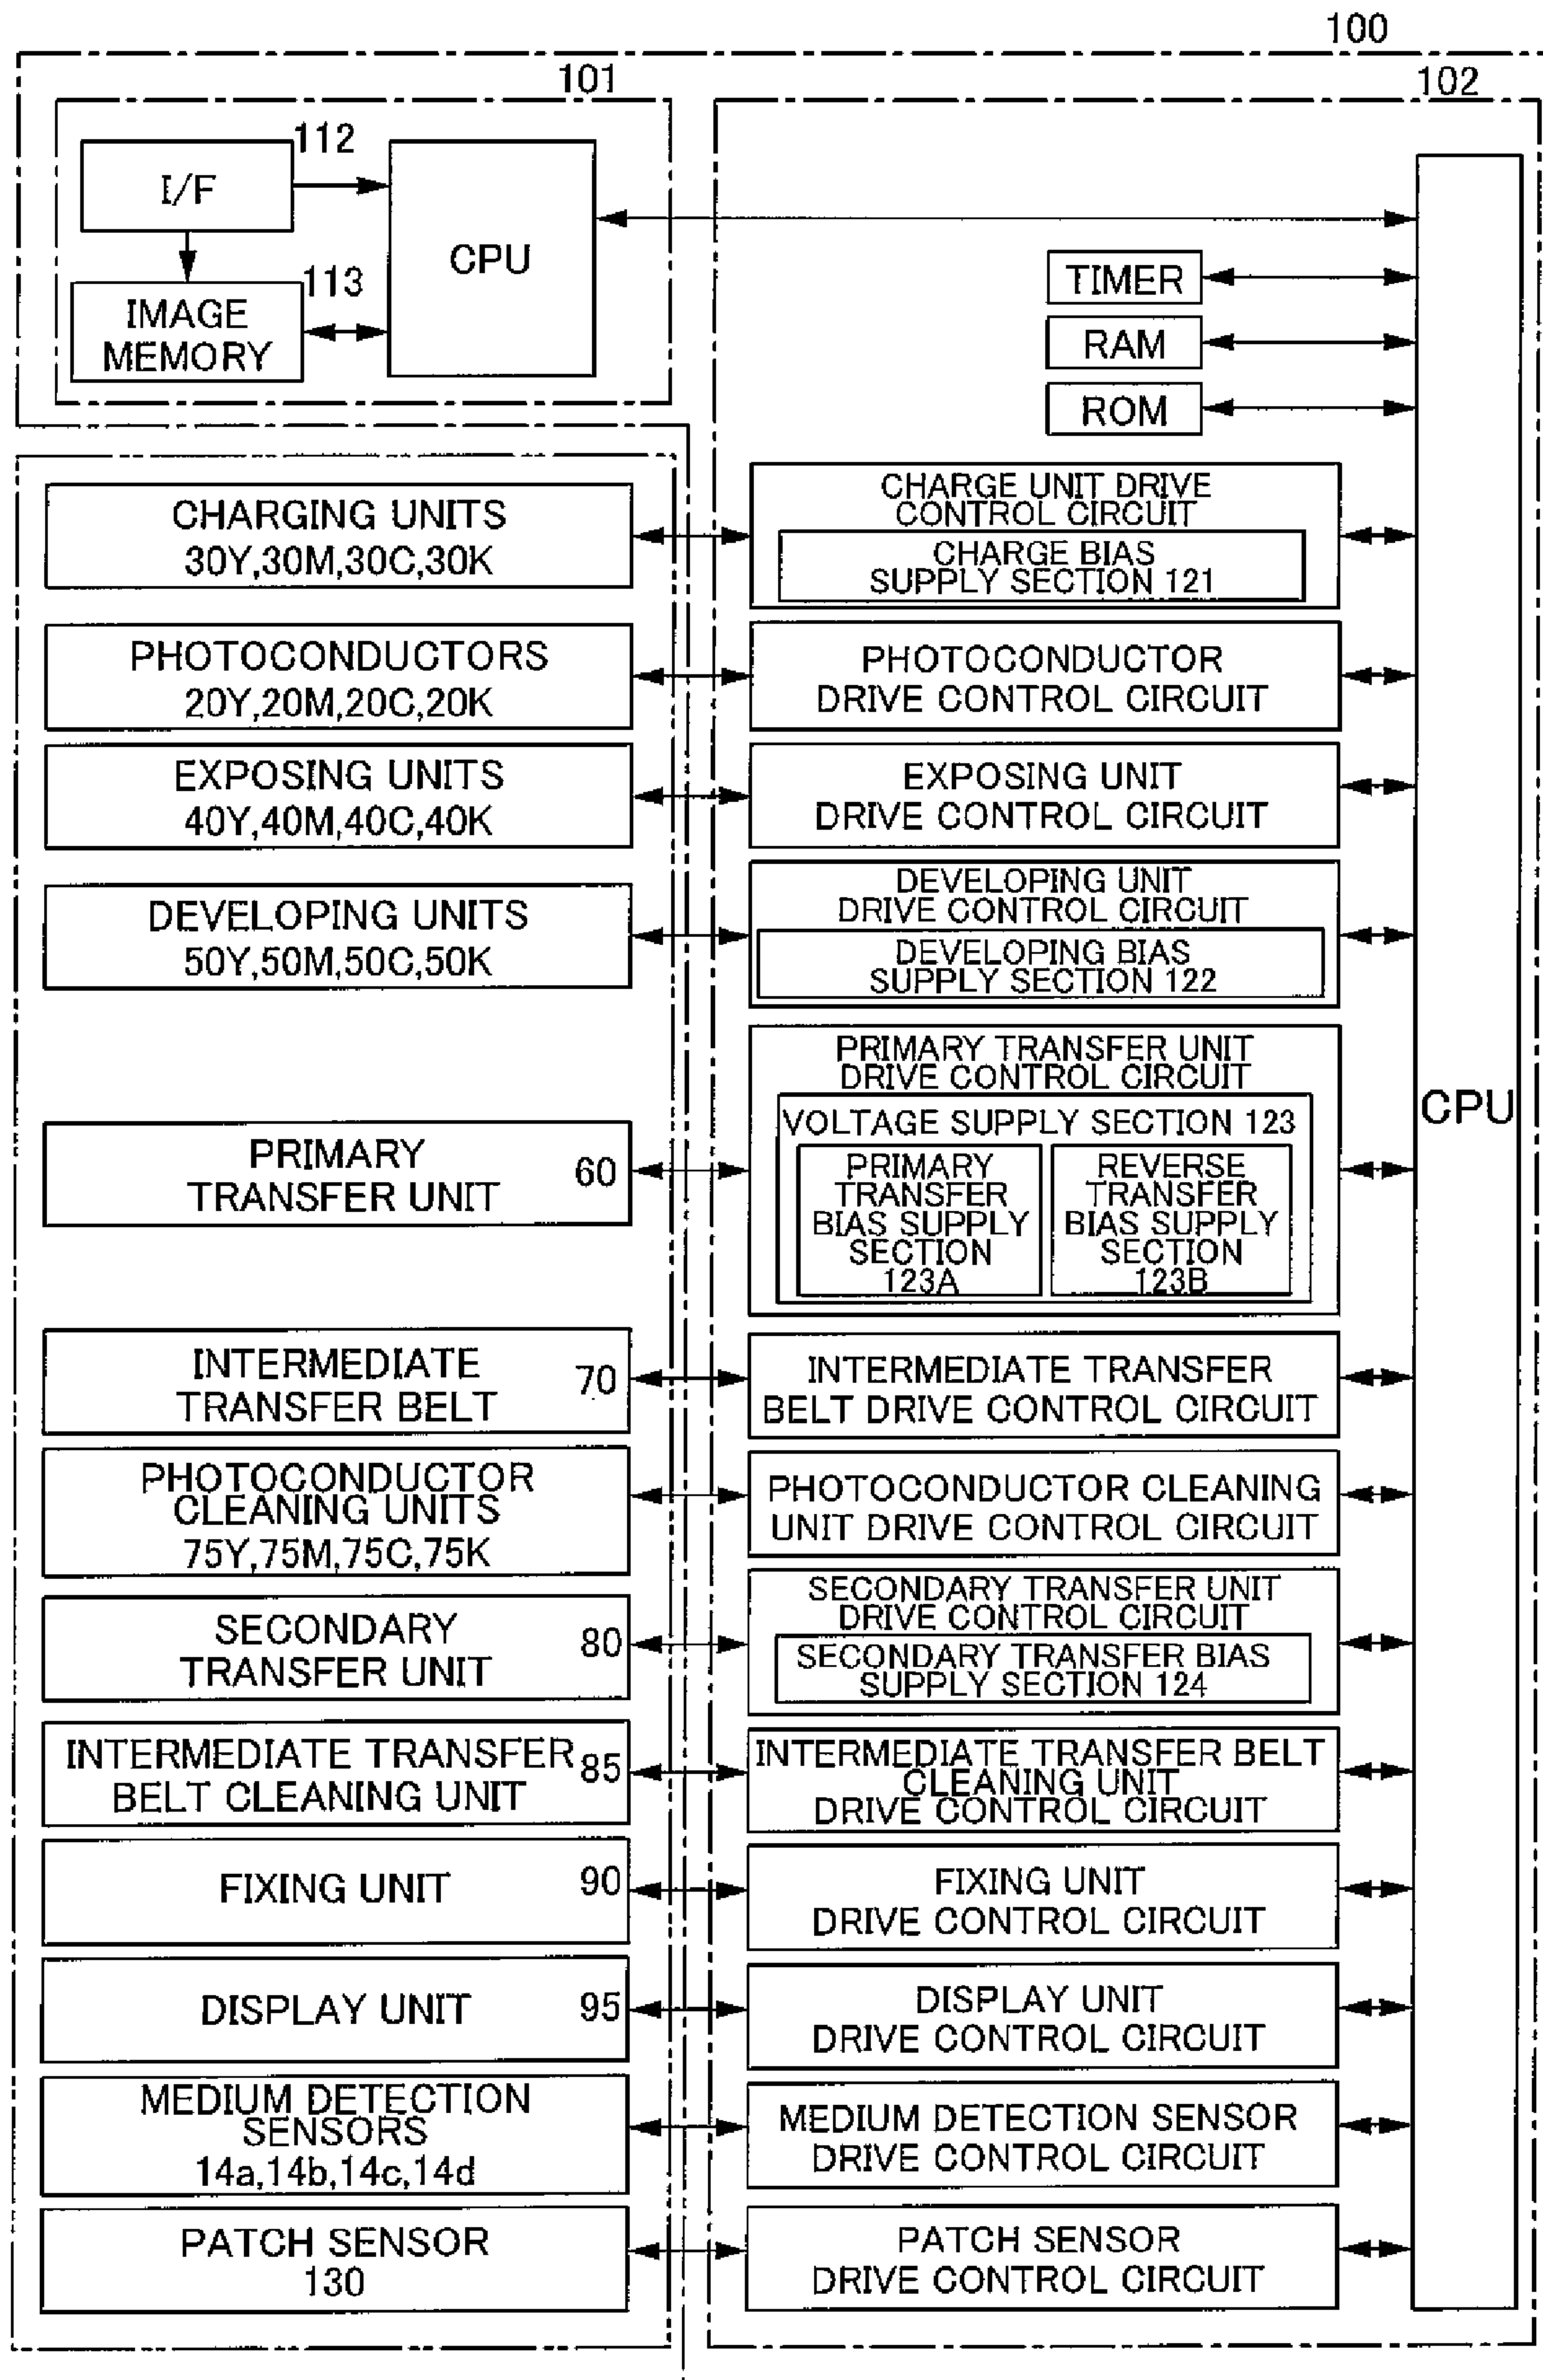 100
101
102
112
I/F
CPU
113
IMAGE
MEMORY
TIMER
RAM
ROM
CHARGING UNITS
30Y,30M,30C,30K
CHARGE UNIT DRIVE
CONTROL CIRCUIT
CHARGE BIAS
SUPPLY SECTION 121
PHOTOCONDUCTORS
20Y,20M,20C,20K
PHOTOCONDUCTOR
DRIVE CONTROL CIRCUIT
EXPOSING UNITS
40Y,40M,40C,40K
EXPOSING UNIT
DRIVE CONTROL CIRCUIT
DEVELOPING UNITS
50Y,50M,50C,50K
DEVELOPING UNIT
DRIVE CONTROL CIRCUIT
DEVELOPING BIAS
SUPPLY SECTION 122
CPU
PRIMARY
TRANSFER UNIT
60
PRIMARY TRANSFER UNIT
DRIVE CONTROL CIRCUIT
VOLTAGE SUPPLY SECTION 123
PRIMARY
TRANSFER
BIAS SUPPLY
SECTION
123A
REVERSE
TRANSFER
BIAS SUPPLY
SECTION
123B
INTERMEDIATE
TRANSFER BELT
70
INTERMEDIATE TRANSFER
BELT DRIVE CONTROL CIRCUIT
PHOTOCONDUCTOR
CLEANING UNITS
75Y,75M,75C,75K
PHOTOCONDUCTOR CLEANING
UNIT DRIVE CONTROL CIRCUIT
SECONDARY
TRANSFER UNIT
80
SECONDARY TRANSFER UNIT
DRIVE CONTROL CIRCUIT
SECONDARY TRANSFER BIAS
SUPPLY SECTION 124
INTERMEDIATE TRANSFER
BELT CLEANING UNIT
85
INTERMEDIATE TRANSFER BELT
CLEANING UNIT
DRIVE CONTROL CIRCUIT
FIXING UNIT
90
FIXING UNIT
DRIVE CONTROL CIRCUIT
DISPLAY UNIT
95
DISPLAY UNIT
DRIVE CONTROL CIRCUIT
MEDIUM DETECTION
SENSORS
14a,14b,14c,14d
MEDIUM DETECTION SENSOR
DRIVE CONTROL CIRCUIT
PATCH SENSOR
130
PATCH SENSOR
DRIVE CONTROL CIRCUIT